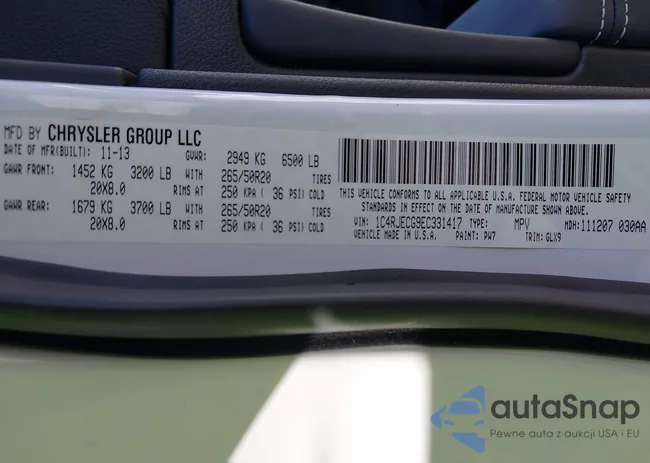 MFD BY CHRYSLER GROUP LLC
DATE OF MFR(BUILT): 11-13 GVWR: 2949 KG 6500 LB
GAWR FRONT: 1452 KG 3200 LB WITH 265/50R20 TIRES
20X8.0 RIMS AT 250 KPA ( 36 PSI) COLD
GAWR REAR: 1679 KG 3700 LB WITH 265/50R20 TIRES
20X8.0 RIMS AT 250 KPA ( 36 PSI) COLD
THIS VEHICLE CONFORMS TO ALL APPLICABLE U.S.A. FEDERAL MOTOR VEHICLE SAFETY
STANDARDS IN EFFECT ON THE DATE OF MANUFACTURE SHOWN ABOVE.
VIN: 1C4RJECG9EC331417 TYPE: MPV MDH: 111207 030AA
VEHICLE MADE IN U.S.A. PAINT: PW7 TRIM: GLX9
autaSnap
Pewne auta z aukcji USA i EU